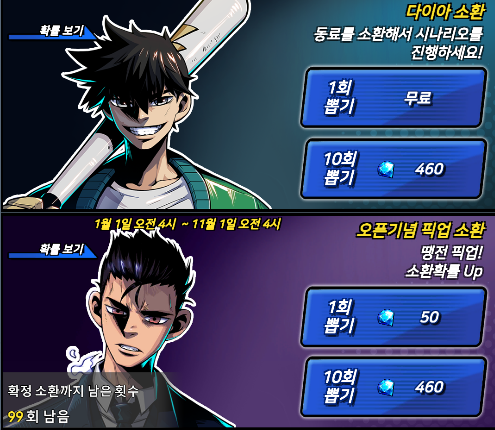 확률 보기
다이아 소환
동료를 소환해서 시나리오를
진행하세요!
1회
뽑기
무료
10회
뽑기
460
1월 1일 오전 4시 ~ 11월 1일 오전 4시
확률 보기
오픈기념 픽업 소환
땡전 픽업!
소환확률 Up
1회
뽑기
50
10회
뽑기
460
확정 소환까지 남은 횟수
99회 남음